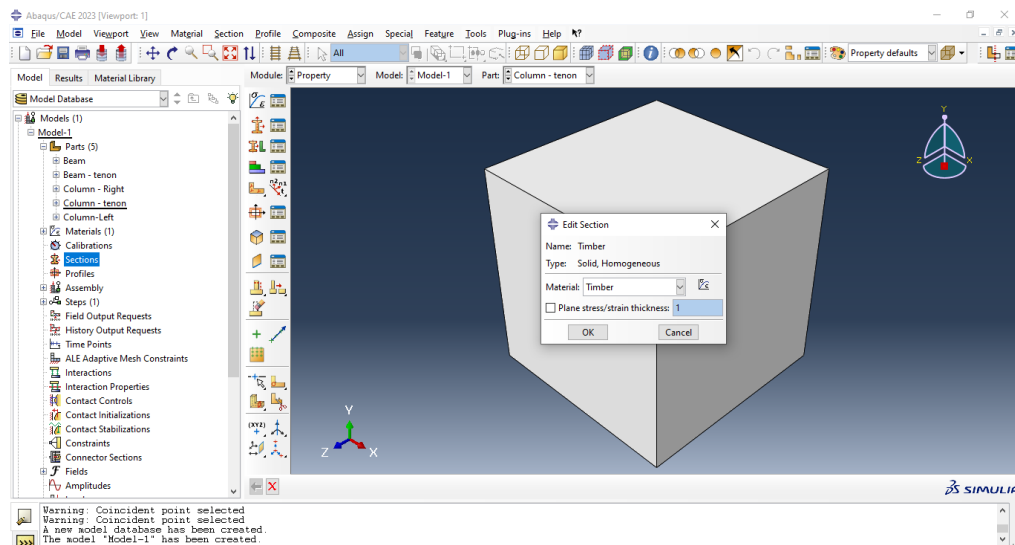 Abaqus/CAE 2023 [Viewport: 1]
File Model Viewport View Material Section Profile Composite Assign Special Feature Tools Plug-ins Help
All
Property defaults
Model Results Material Library
Module: Property Model: Model-1 Part: Column - tenon
Model Database
Models (1)
Model-1
Parts (5)
Beam
Beam - tenon
Column - Right
Column - tenon
Column-Left
Materials (1)
Calibrations
Sections
Profiles
Assembly
Steps (1)
Field Output Requests
History Output Requests
Time Points
ALE Adaptive Mesh Constraints
Interactions
Interaction Properties
Contact Controls
Contact Initializations
Contact Stabilizations
Constraints
Connector Sections
Fields
Amplitudes
Edit Section
Name: Timber
Type: Solid, Homogeneous
Material: Timber
Plane stress/strain thickness: 1
OK Cancel
Y
Z X
Y
Z X
SIMULIA
Warning: Coincident point selected
Warning: Coincident point selected
A new model database has been created.
The model "Model-1" has been created.